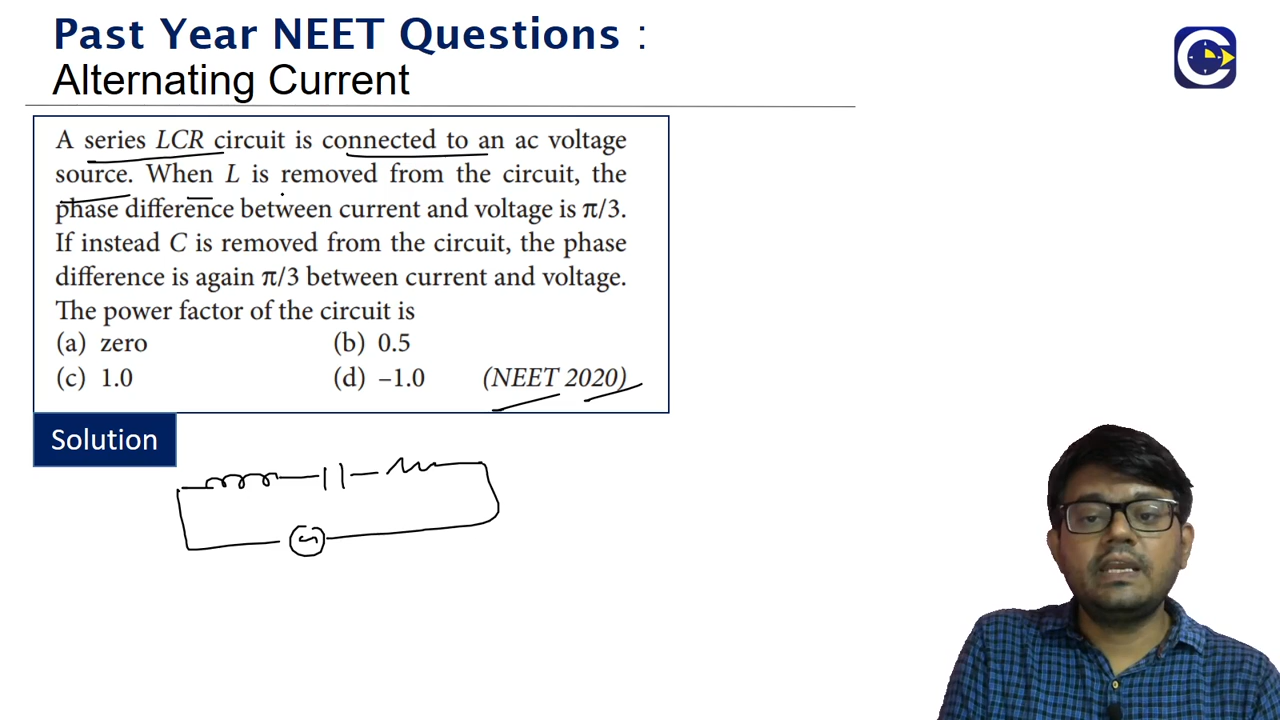 Past Year NEET Questions :
Alternating Current
A series LCR circuit is connected to an ac voltage
source. When L is removed from the circuit, the
phase difference between current and voltage is π/3.
If instead C is removed from the circuit, the phase
difference is again π/3 between current and voltage.
The power factor of the circuit is
(a) zero (b) 0.5
(c) 1.0 (d) –1.0 (NEET 2020)
Solution